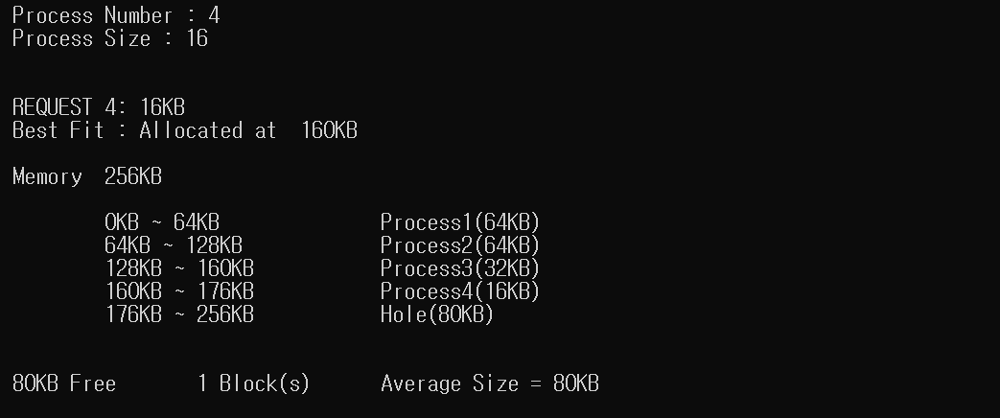 Process Number : 4
Process Size : 16
REQUEST 4: 16KB
Best Fit : Allocated at  160KB
Memory  256KB
0KB ~ 64KB Process1(64KB)
64KB ~ 128KB Process2(64KB)
128KB ~ 160KB Process3(32KB)
160KB ~ 176KB Process4(16KB)
176KB ~ 256KB Hole(80KB)
80KB Free 1 Block(s) Average Size = 80KB